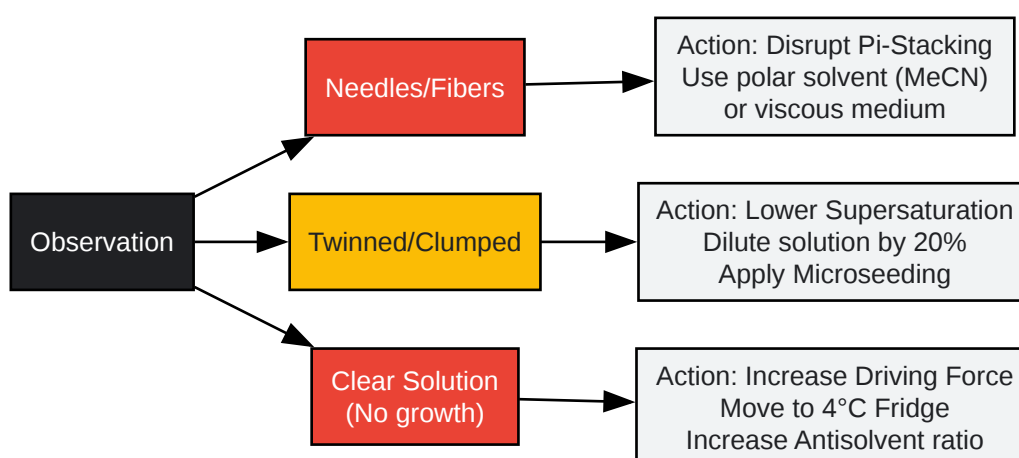 Observation
Needles/Fibers
Action: Disrupt Pi-Stacking
Use polar solvent (MeCN)
or viscous medium
Twinned/Clumped
Action: Lower Supersaturation
Dilute solution by 20%
Apply Microseeding
Clear Solution
(No growth)
Action: Increase Driving Force
Move to 4°C Fridge
Increase Antisolvent ratio